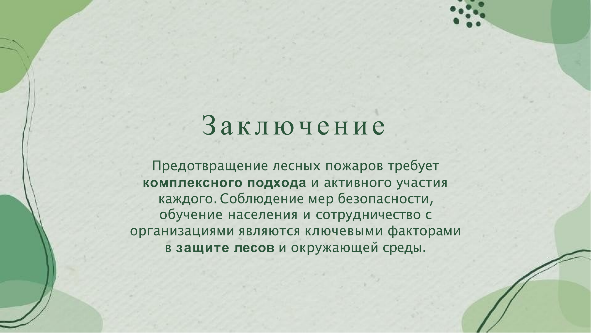 Заключение
Предотвращение лесных пожаров требует
комплексного подхода и активного участия
каждого. Соблюдение мер безопасности,
обучение населения и сотрудничество с
организациями являются ключевыми факторами
в защите лесов и окружающей среды.